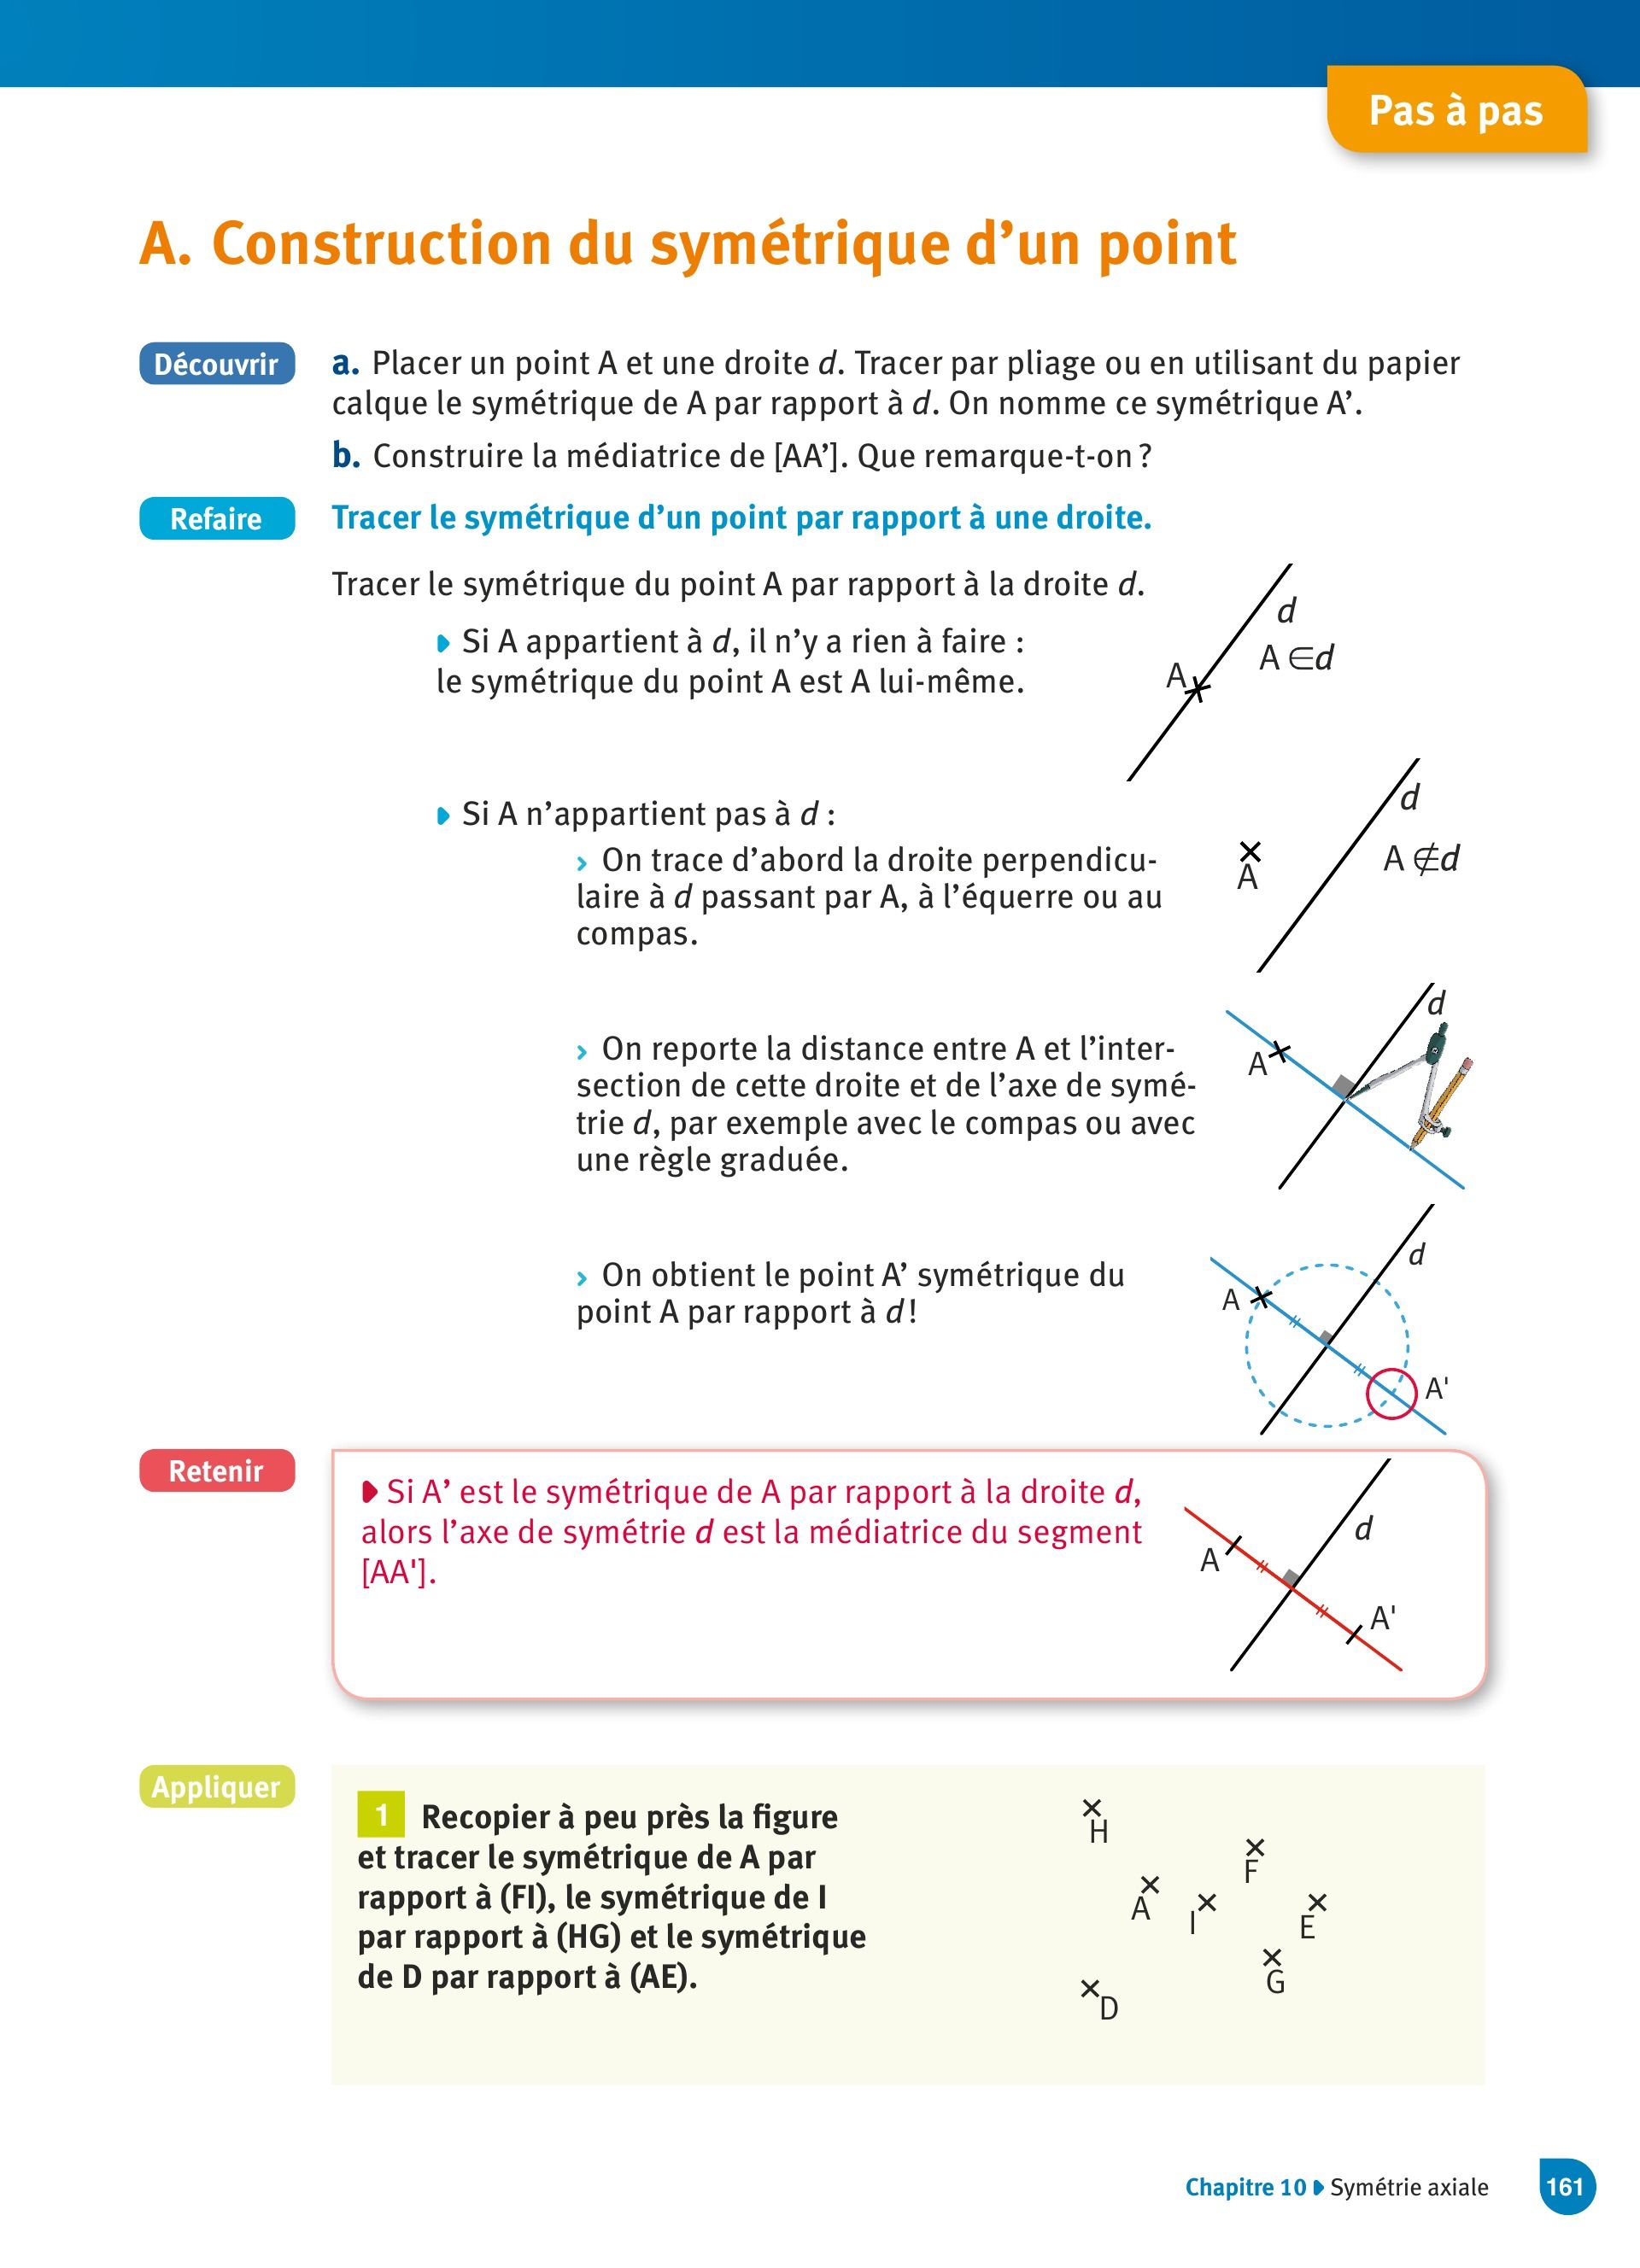 Pas à pas
A. Construction du symétrique d’un point
Découvrir
a. Placer un point A et une droite d. Tracer par pliage ou en utilisant du papier
calque le symétrique de A par rapport à d. On nomme ce symétrique A’.
b. Construire la médiatrice de [AA’]. Que remarque-t-on ?
Refaire
Tracer le symétrique d’un point par rapport à une droite.
Tracer le symétrique du point A par rapport à la droite d.
Si A appartient à d, il n’y a rien à faire :
le symétrique du point A est A lui-même.
d
A ∈d
A
Si A n’appartient pas à d :
› On trace d’abord la droite perpendicu-
laire à d passant par A, à l’équerre ou au
compas.
d
A ∉d
A
› On reporte la distance entre A et l’inter-
section de cette droite et de l’axe de symé-
trie d, par exemple avec le compas ou avec
une règle graduée.
d
A
› On obtient le point A’ symétrique du
point A par rapport à d !
d
A
A'
Retenir
Si A’ est le symétrique de A par rapport à la droite d,
alors l’axe de symétrie d est la médiatrice du segment
[AA'].
d
A
A'
Appliquer
1 Recopier à peu près la figure
et tracer le symétrique de A par
rapport à (FI), le symétrique de I
par rapport à (HG) et le symétrique
de D par rapport à (AE).
H
F
A
I
E
G
D
Chapitre 10 Symétrie axiale
161